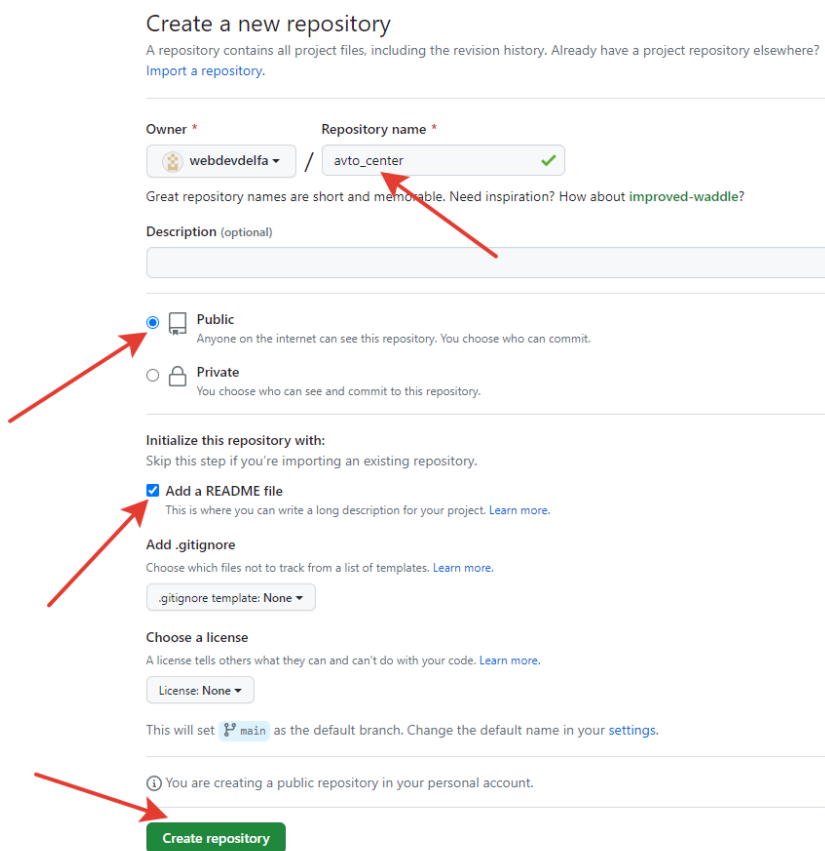 Create a new repository
A repository contains all project files, including the revision history. Already have a project repository elsewhere?
Import a repository.
Owner * Repository name *
webdevdelfa / avto_center
Great repository names are short and memorable. Need inspiration? How about improved-waddle?
Description (optional)
Public
Anyone on the internet can see this repository. You choose who can commit.
Private
You choose who can see and commit to this repository.
Initialize this repository with:
Skip this step if you're importing an existing repository.
Add a README file
This is where you can write a long description for your project. Learn more.
Add .gitignore
Choose which files not to track from a list of templates. Learn more.
.gitignore template: None
Choose a license
A license tells others what they can and can't do with your code. Learn more.
License: None
This will set main as the default branch. Change the default name in your settings.
You are creating a public repository in your personal account.
Create repository